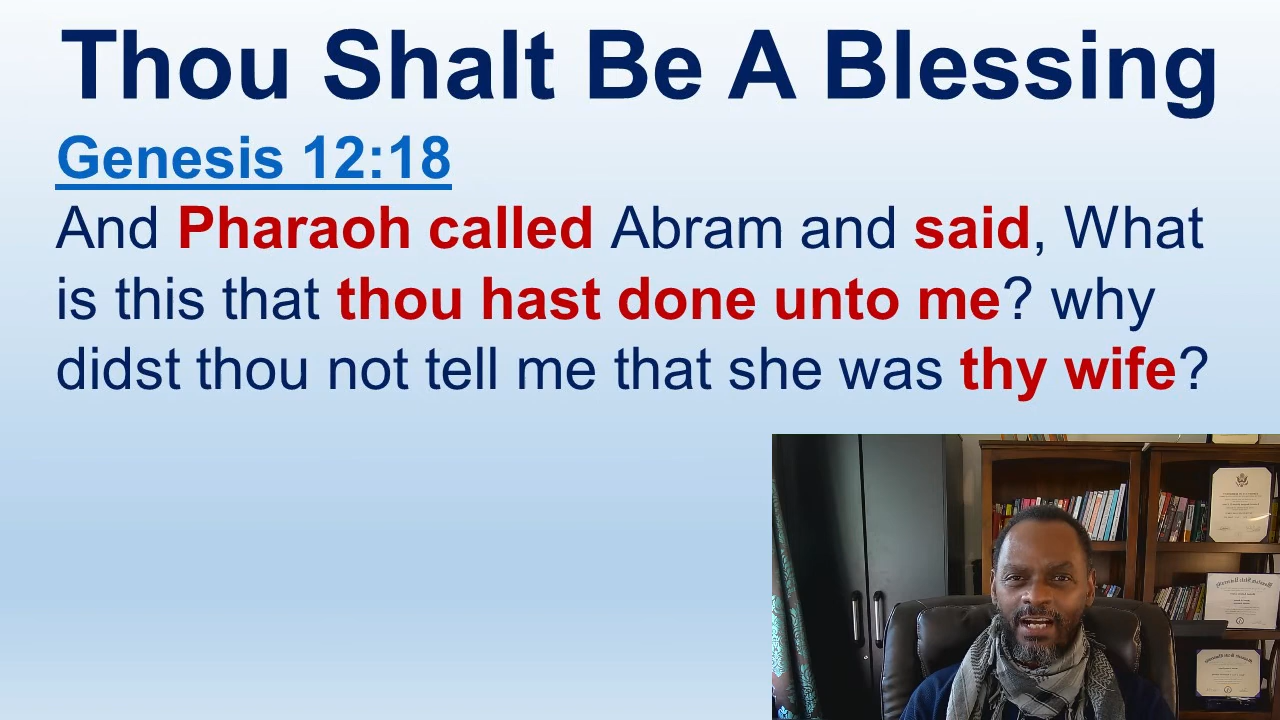 Thou Shalt Be A Blessing
Genesis 12:18
And Pharaoh called Abram and said, What
is this that thou hast done unto me? why
didst thou not tell me that she was thy wife?